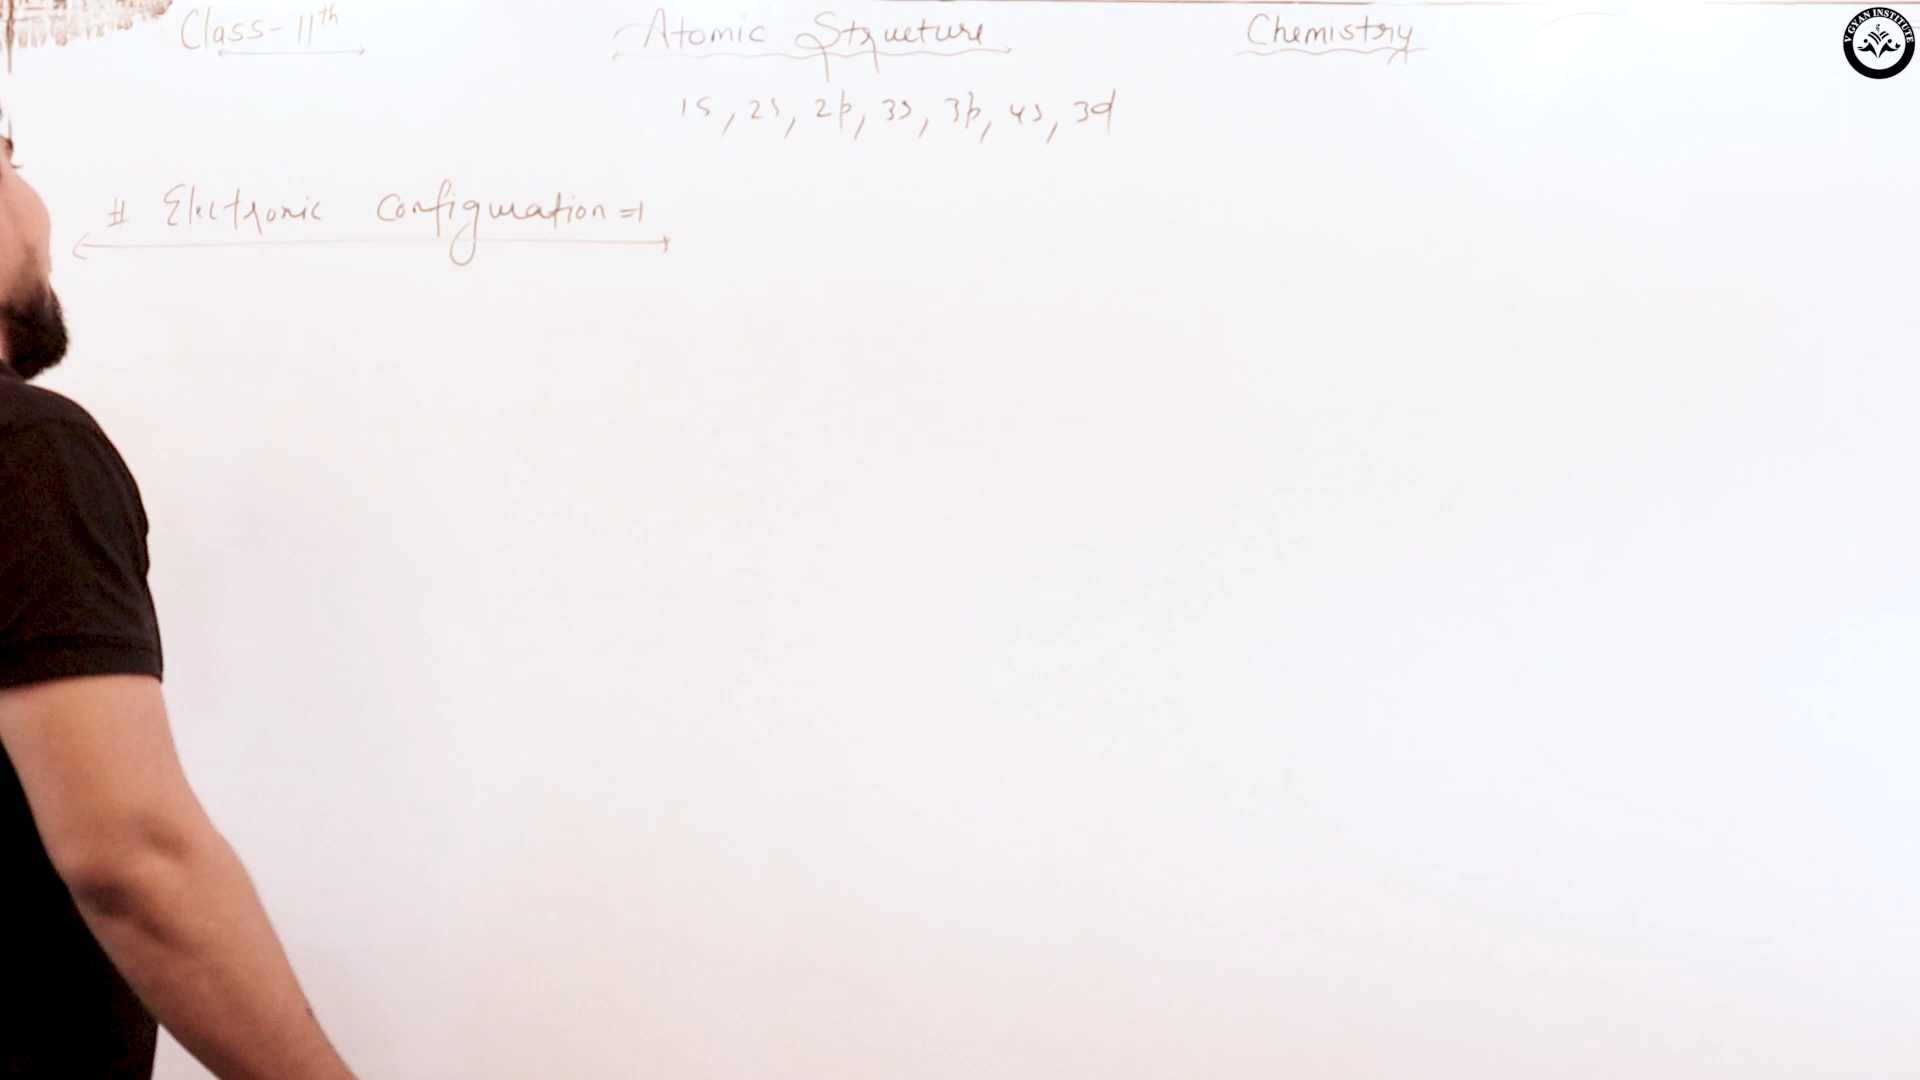 Class-11th Atomic Structure Chemistry
1s, 2s, 2p, 3s, 3p, 4s, 3d
# Electronic Configuration =)
V GYAN INSTITUTE